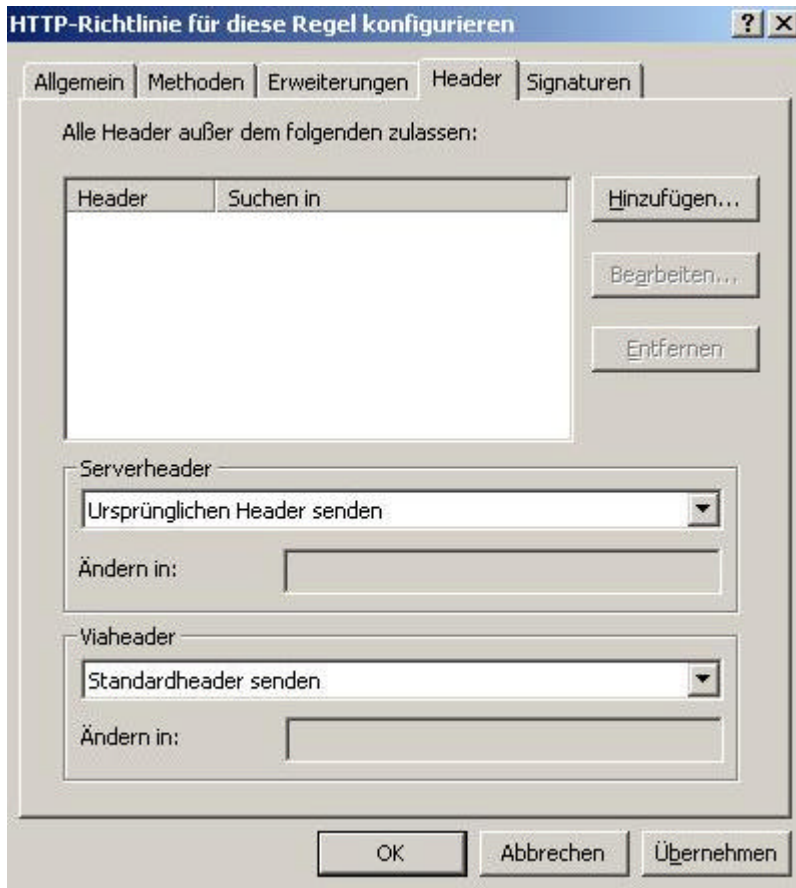 HTTP-Richtlinie für diese Regel konfigurieren
Allgemein Methoden Erweiterungen Header Signaturen
Alle Header außer dem folgenden zulassen:
Header Suchen in
Hinzufügen...
Bearbeiten...
Entfernen
Serverheader
Ursprünglichen Header senden
Ändern in:
Viaheader
Standardheader senden
Ändern in:
OK Abbrechen Übernehmen